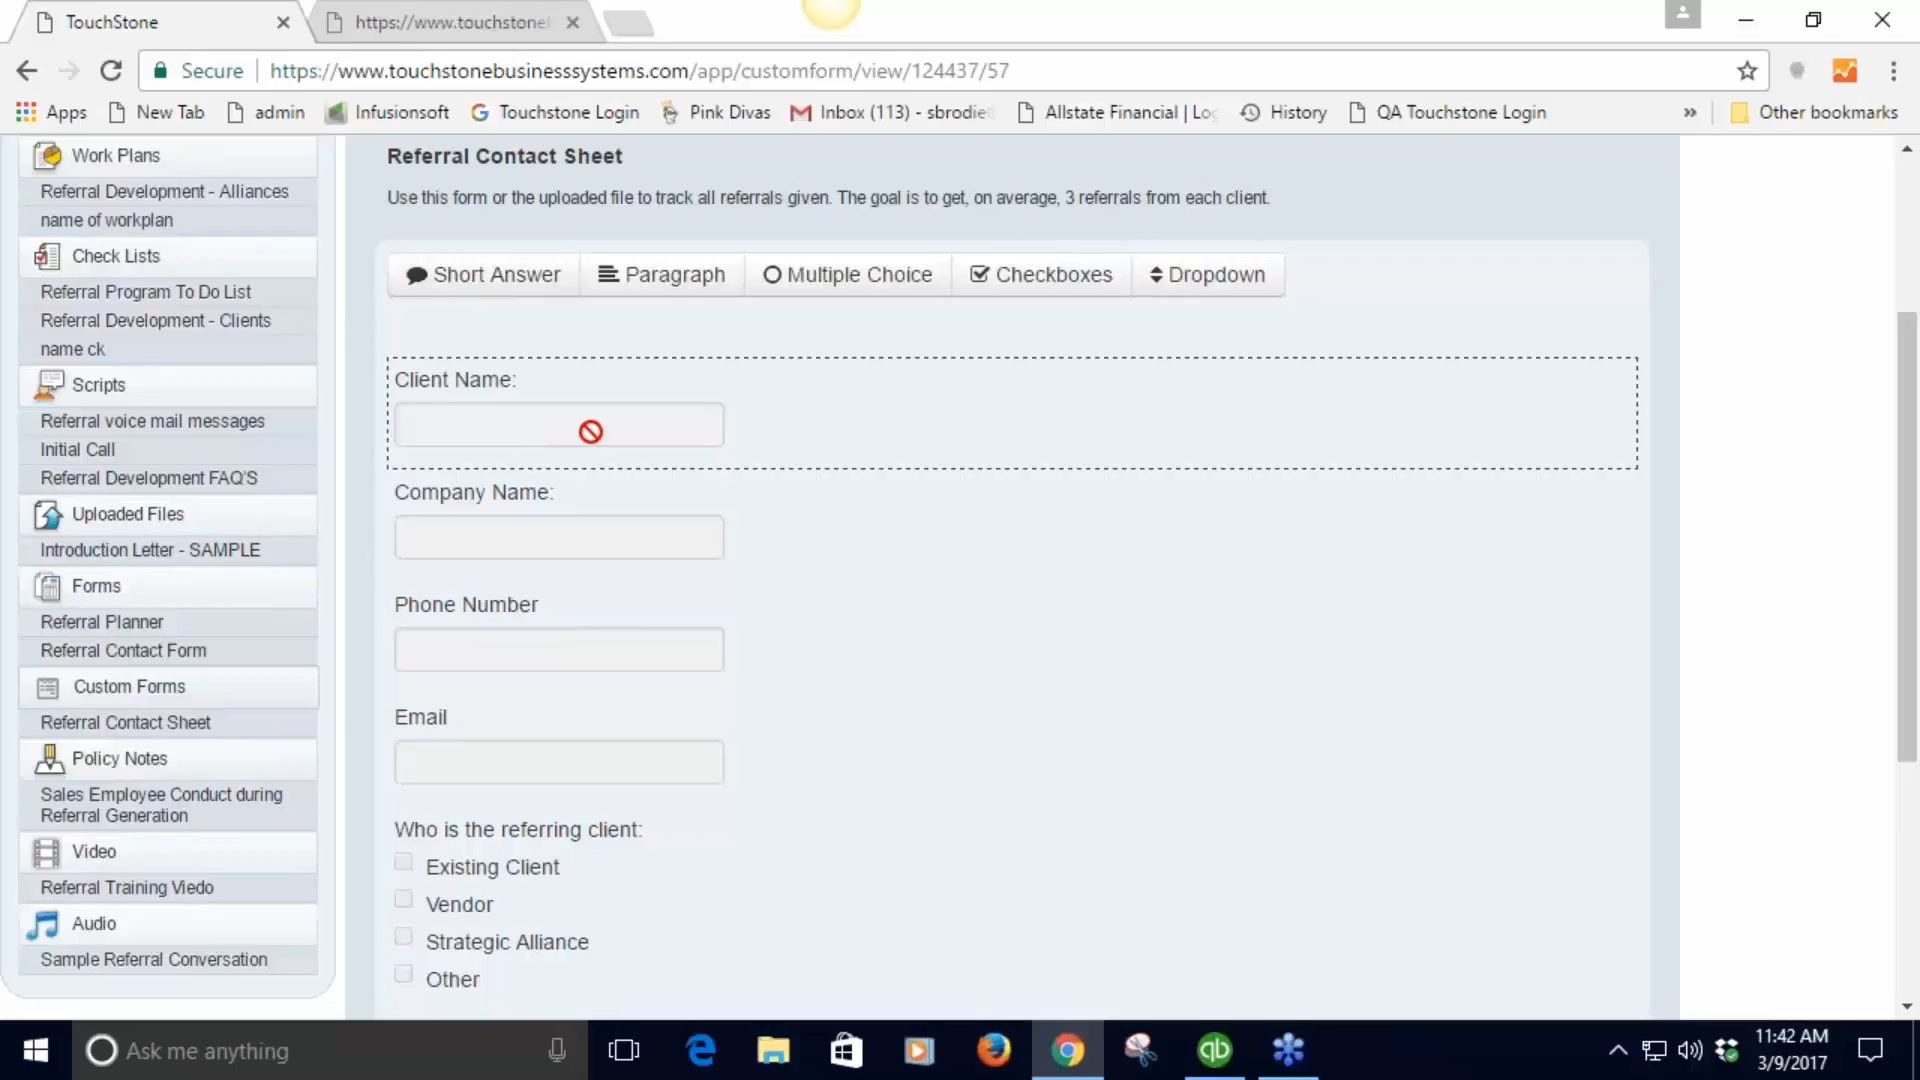 TouchStone
https://www.touchstonel
Secure
https://www.touchstonebusinesssystems.com/app/customform/view/124437/57
Apps
New Tab
admin
Infusionsoft
Touchstone Login
Pink Divas
Inbox (113) - sbrodie
Allstate Financial | Lo
History
QA Touchstone Login
»
Other bookmarks
Work Plans
Referral Development - Alliances
name of workplan
Check Lists
Referral Program To Do List
Referral Development - Clients
name ck
Scripts
Referral voice mail messages
Initial Call
Referral Development FAQ'S
Uploaded Files
Introduction Letter - SAMPLE
Forms
Referral Planner
Referral Contact Form
Custom Forms
Referral Contact Sheet
Policy Notes
Sales Employee Conduct during
Referral Generation
Video
Referral Training Viedo
Audio
Sample Referral Conversation
Referral Contact Sheet
Use this form or the uploaded file to track all referrals given. The goal is to get, on average, 3 referrals from each client.
Short Answer
Paragraph
Multiple Choice
Checkboxes
Dropdown
Client Name:
Company Name:
Phone Number
Email
Who is the referring client:
Existing Client
Vendor
Strategic Alliance
Other
Ask me anything
qb
11:42 AM
3/9/2017